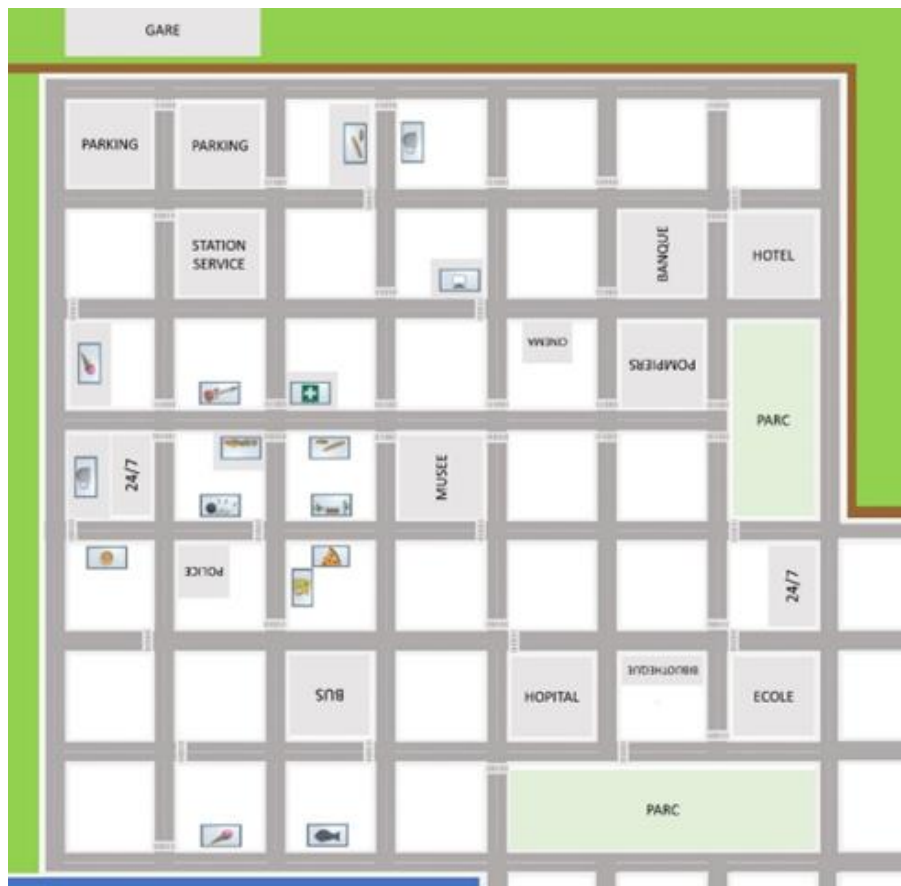 GARE
PARKING
PARKING
STATION
SERVICE
BANQUE
HOTEL
CINEMA
POMPIERS
PARC
24/7
MUSEE
POLICE
24/7
BUS
HOPITAL
BIBLIOTHEQUE
ECOLE
PARC